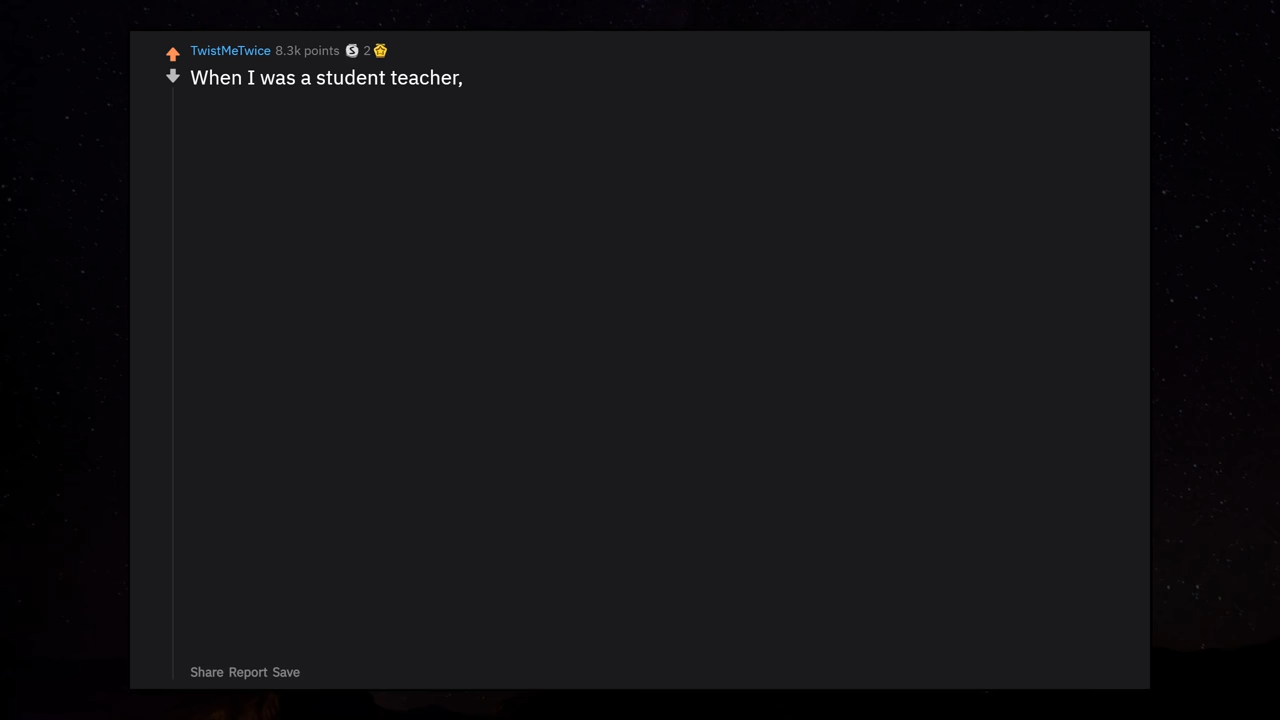 TwistMeTwice 8.3k points S 2
When I was a student teacher,
Share Report Save